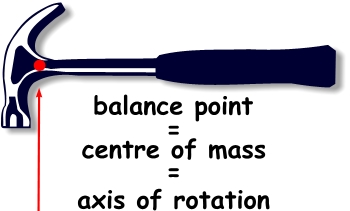 balance point
=
centre of mass
=
axis of rotation